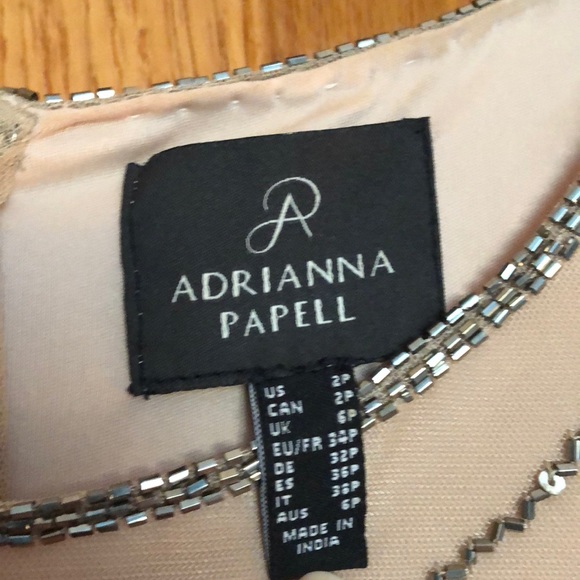 ADRIANNA
PAPELL
US 2P
CAN 2P
UK 6P
EU/FR 34P
DE 32P
ES 36P
IT 38P
AUS 6P
MADE IN
INDIA